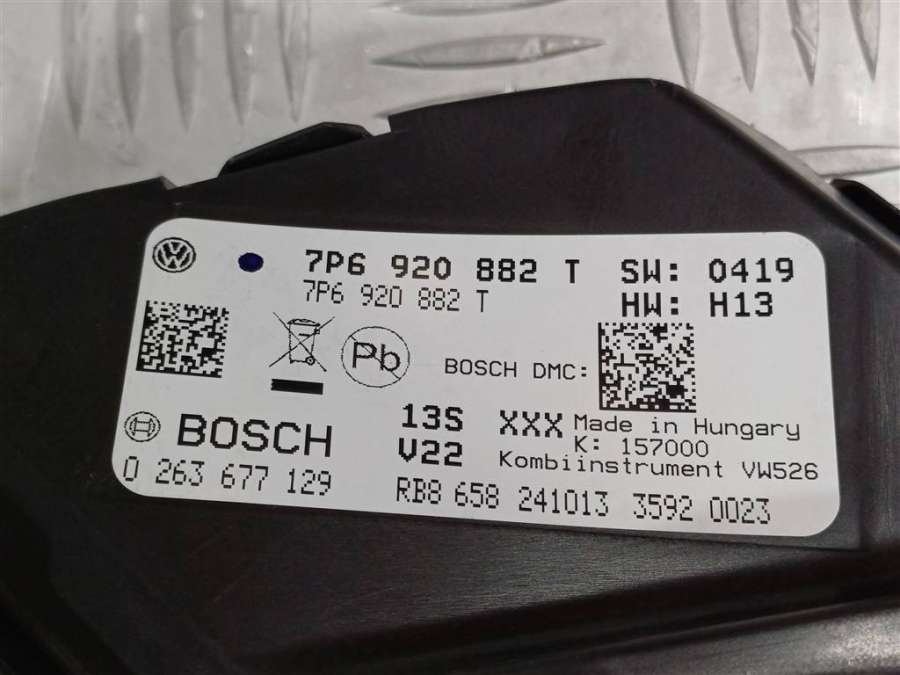 7P6 920 882 T SW: 0419
7P6 920 882 T HW: H13
Pb
BOSCH DMC:
BOSCH 13S XXX Made in Hungary
V22 K: 157000
Kombiinstrument VW526
0 263 677 129 RB8 658 241013 3592 0023